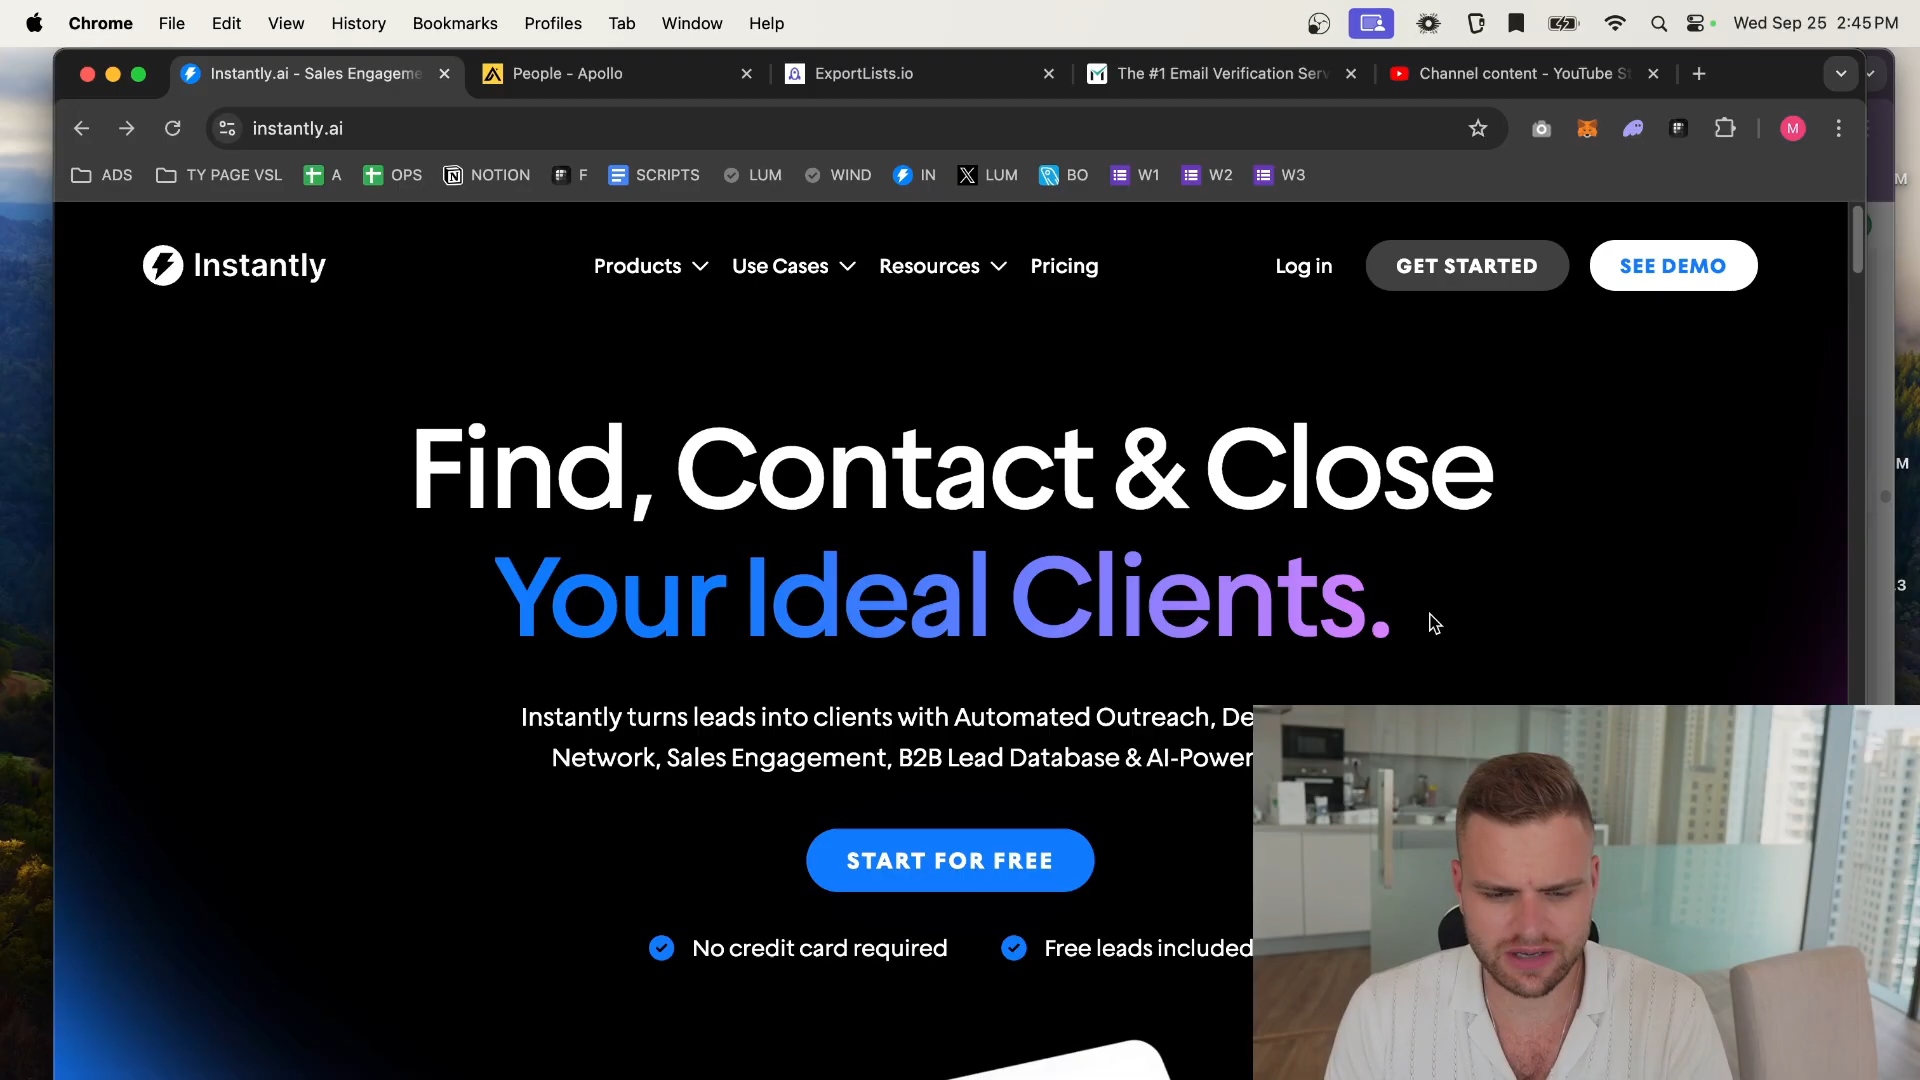 Chrome File Edit View History Bookmarks Profiles Tab Window Help Wed Sep 25 2:45 PM
Instantly.ai - Sales Engageme People - Apollo ExportLists.io The #1 Email Verification Serv Channel content - YouTube St
instantly.ai M
ADS TY PAGE VSL A OPS NOTION F SCRIPTS LUM WIND IN LUM BO W1 W2 W3
Instantly Products Use Cases Resources Pricing Log in GET STARTED SEE DEMO
Find, Contact & Close
Your Ideal Clients.
Instantly turns leads into clients with Automated Outreach, De
Network, Sales Engagement, B2B Lead Database & AI-Power
START FOR FREE
No credit card required Free leads included